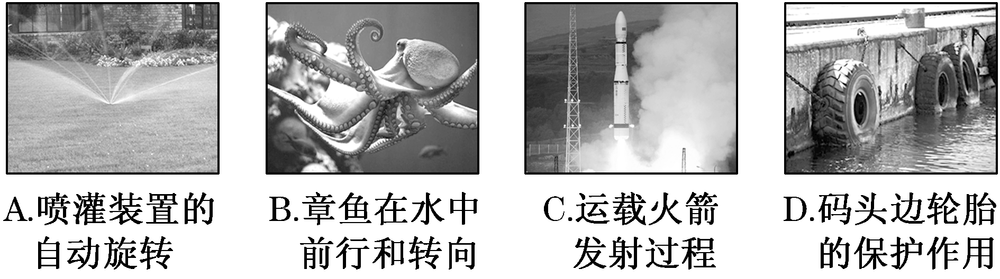 A.喷灌装置的
自动旋转
B.章鱼在水中
前行和转向
C.运载火箭
发射过程
D.码头边轮胎
的保护作用